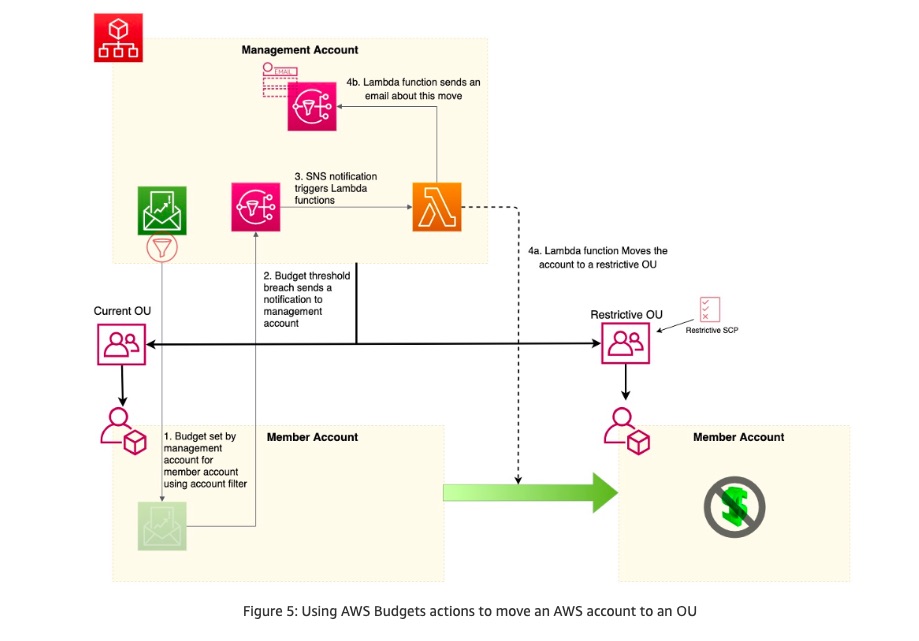 Management Account
EMAIL
4b. Lambda function sends an
email about this move
3. SNS notification
triggers Lambda
functions
4a. Lambda function Moves the
account to a restrictive OU
2. Budget threshold
breach sends a
notification to
management
account
Current OU
Restrictive OU
Restrictive SCP
1. Budget set by
management
account for
member account
using account filter
Member Account
Member Account
Figure 5: Using AWS Budgets actions to move an AWS account to an OU